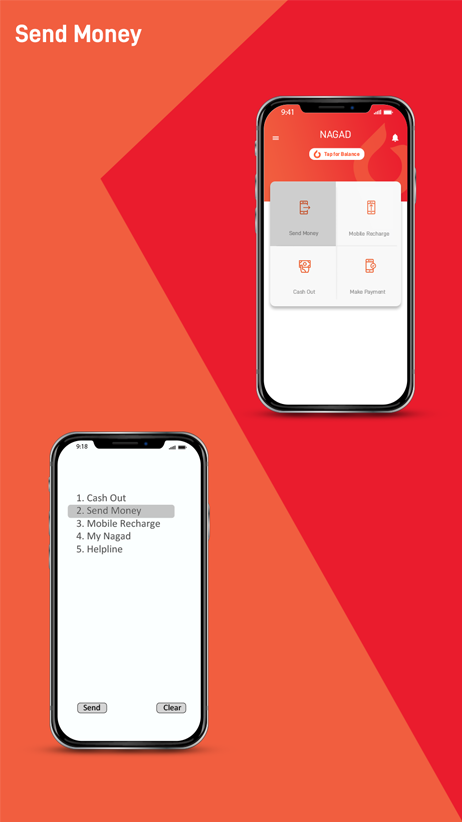 Send Money
9:41
NAGAD
Tap for Balance
Send Money
Mobile Recharge
Cash Out
Make Payment
9:18
1. Cash Out
2. Send Money
3. Mobile Recharge
4. My Nagad
5. Helpline
Send
Clear